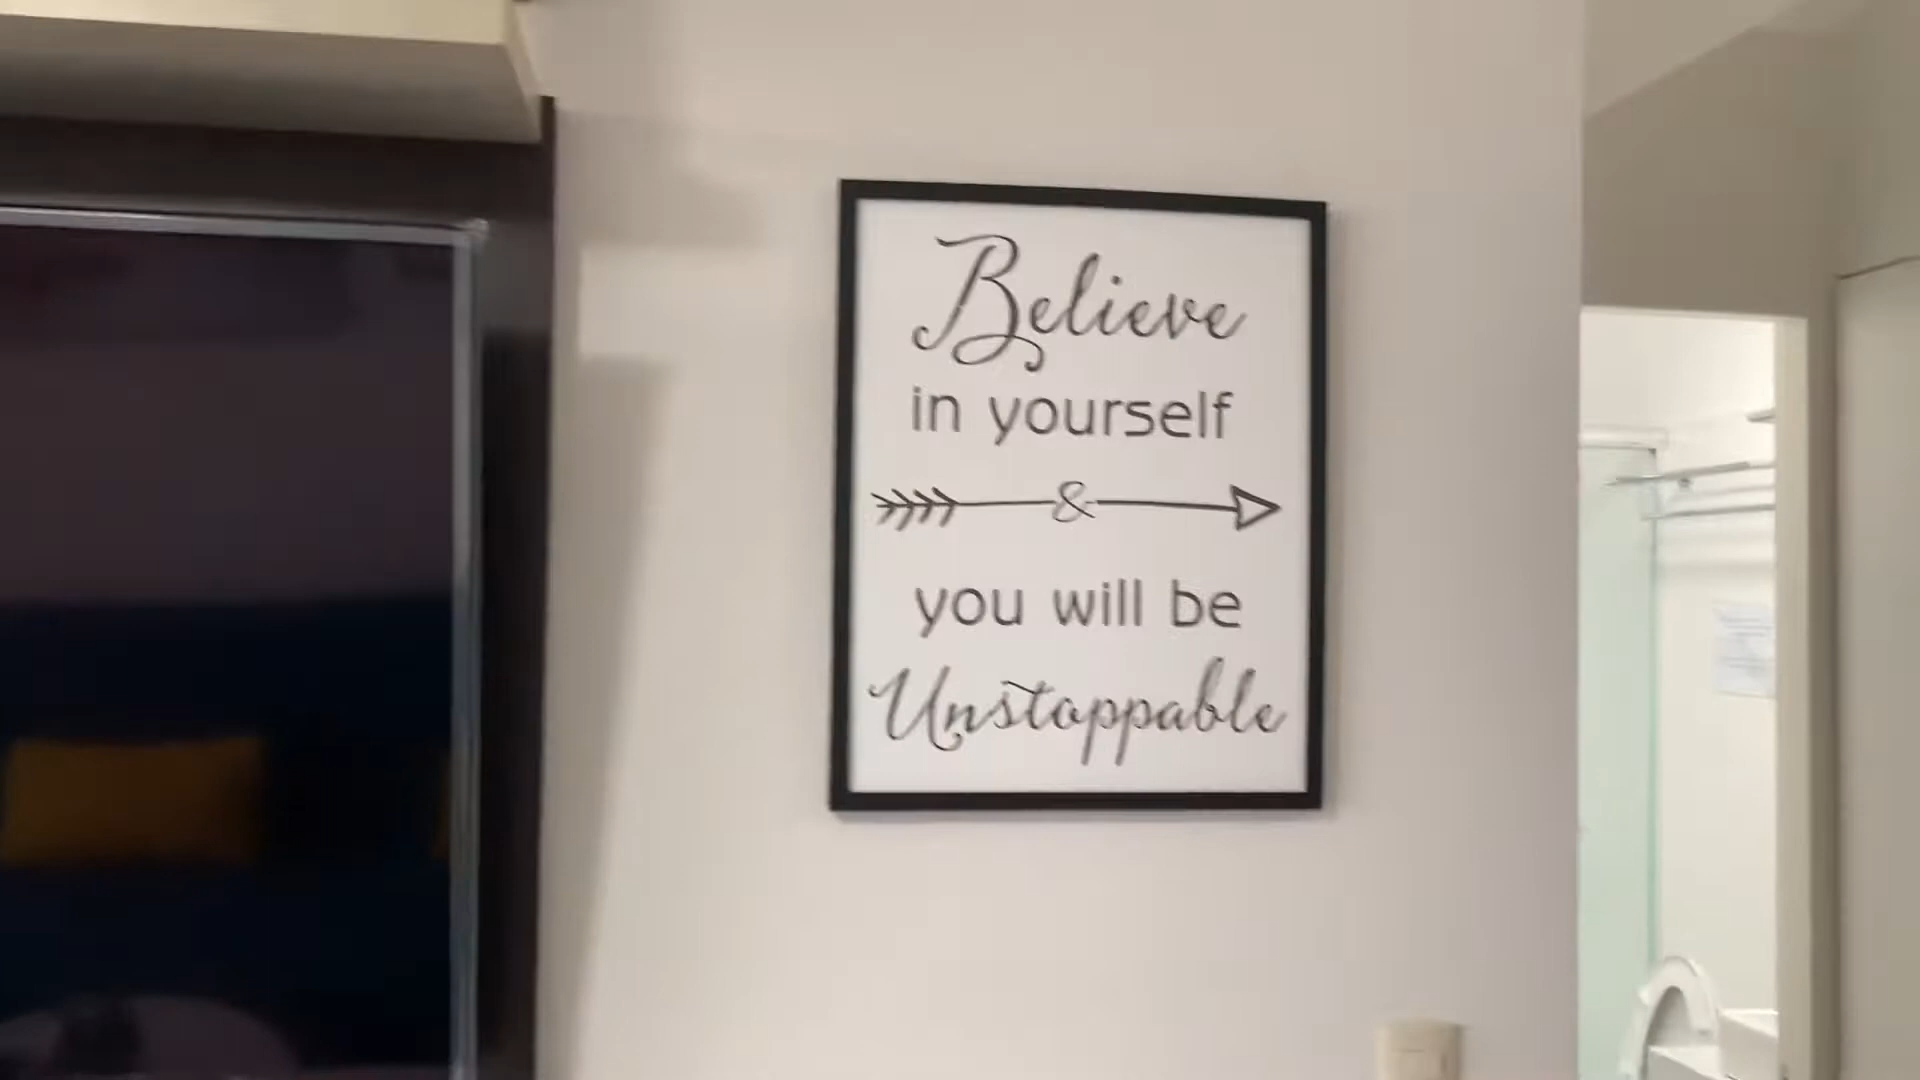 Believe
in yourself
&
you will be
Unstoppable